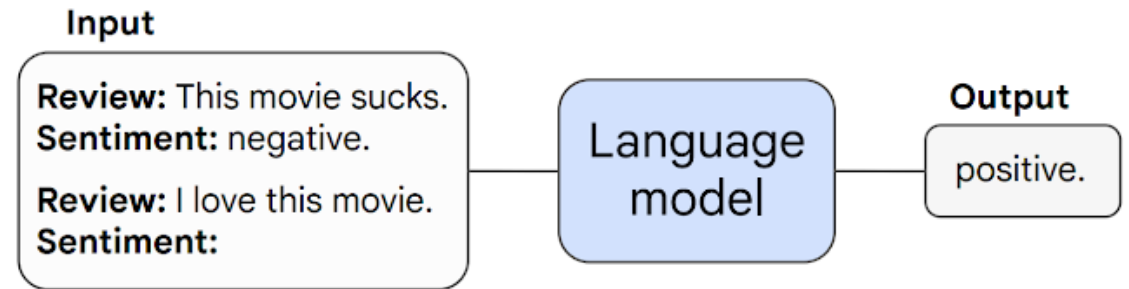 Input
Review: This movie sucks.
Sentiment: negative.
Review: I love this movie.
Sentiment:
Language
model
Output
positive.